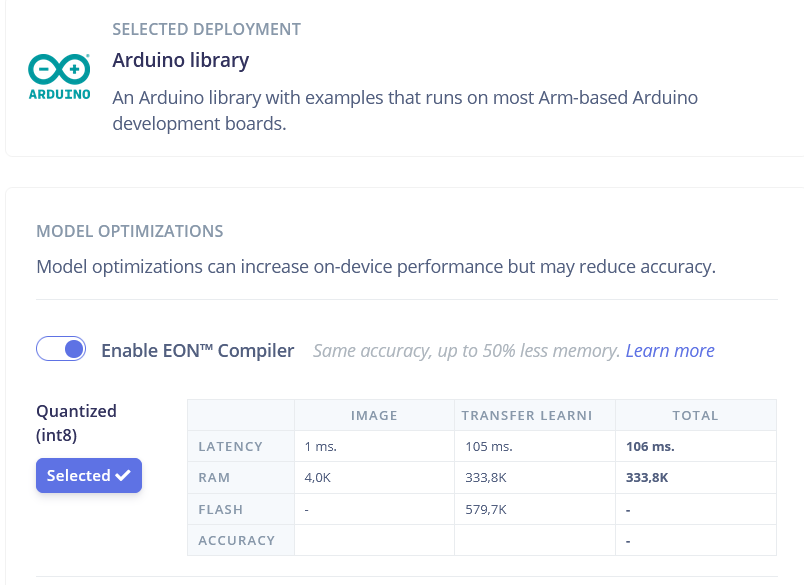 SELECTED DEPLOYMENT
Arduino library
ARDUINO
An Arduino library with examples that runs on most Arm-based Arduino
development boards.
MODEL OPTIMIZATIONS
Model optimizations can increase on-device performance but may reduce accuracy.
Enable EON™ Compiler Same accuracy, up to 50% less memory. Learn more
Quantized
(int8)
Selected
IMAGE TRANSFER LEARNI TOTAL
LATENCY 1 ms. 105 ms. 106 ms.
RAM 4,0K 333,8K 333,8K
FLASH - 579,7K -
ACCURACY -